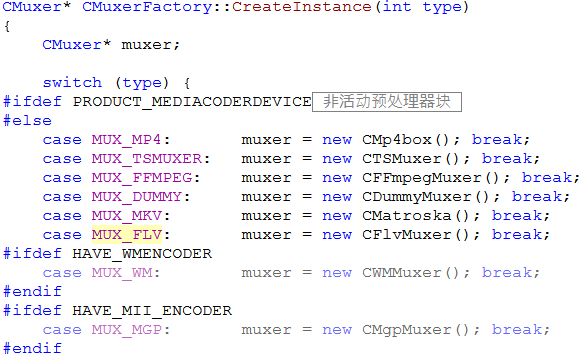 CMuxer* CMuxerFactory::CreateInstance(int type)
{
    CMuxer* muxer;

    switch (type) {
#ifdef PRODUCT_MEDIACODERDEVICE 非活动预处理器块
#else
    case MUX_MP4:       muxer = new CMp4box(); break;
    case MUX_TSMUXER:   muxer = new CTSMuxer(); break;
    case MUX_FFMPEG:    muxer = new CFFmpegMuxer(); break;
    case MUX_DUMMY:     muxer = new CDummyMuxer(); break;
    case MUX_MKV:       muxer = new CMatroska(); break;
    case MUX_FLV:       muxer = new CFlvMuxer(); break;
#ifdef HAVE_WMENCODER
    case MUX_WM:        muxer = new CWMMuxer(); break;
#endif
#ifdef HAVE_MII_ENCODER
    case MUX_MGP:       muxer = new CMgpMuxer(); break;
#endif